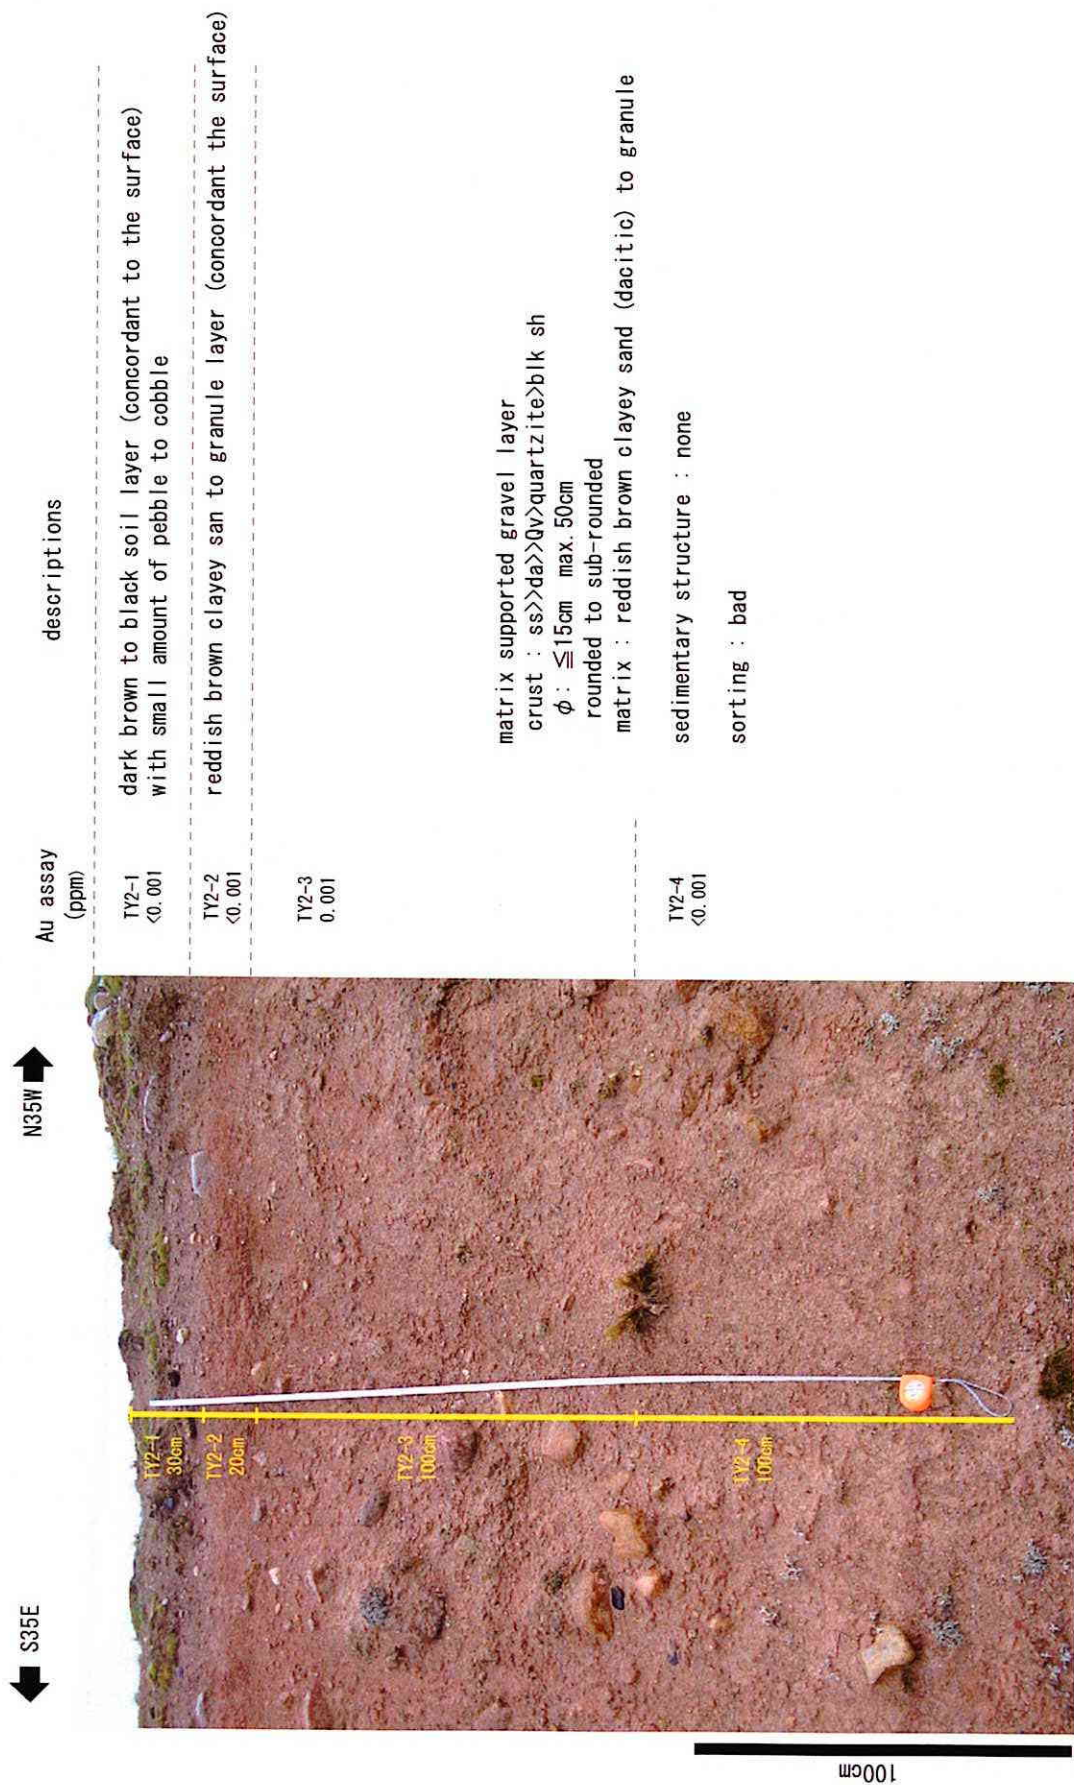 S35E
N35W
Au assay
(ppm)
descriptions
TY2-1
30cm
TY2-1
<0.001
dark brown to black soil layer (concordant to the surface)
with small amount of pebble to cobble
TY2-2
20cm
TY2-2
<0.001
reddish brown clayey san to granule layer (concordant the surface)
TY2-3
100cm
TY2-3
0.001
matrix supported gravel layer
crust : ss>>da>>Qv>quartzite>blk sh
φ: ≦15cm max.50cm
rounded to sub-rounded
matrix : reddish brown clayey sand (dacitic) to granule
TY2-4
100cm
TY2-4
<0.001
sedimentary structure : none
sorting : bad
100cm